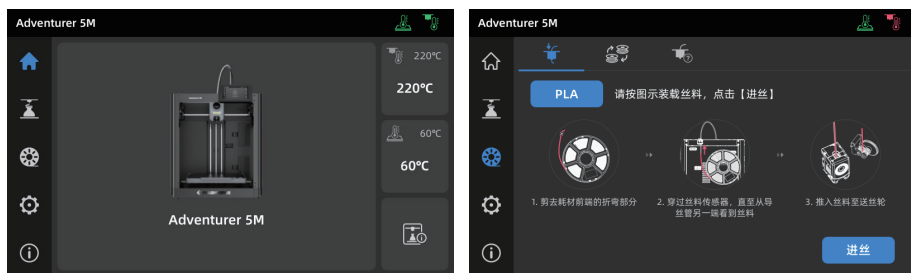 Adventurer 5M
220℃
220℃
60℃
60℃
Adventurer 5M
Adventurer 5M
PLA
请按图示装载丝料，点击【进丝】
1. 剪去耗材前端的折弯部分
2. 穿过丝料传感器，直至从导
丝管另一端看到丝料
3. 推入丝料至送丝轮
进丝